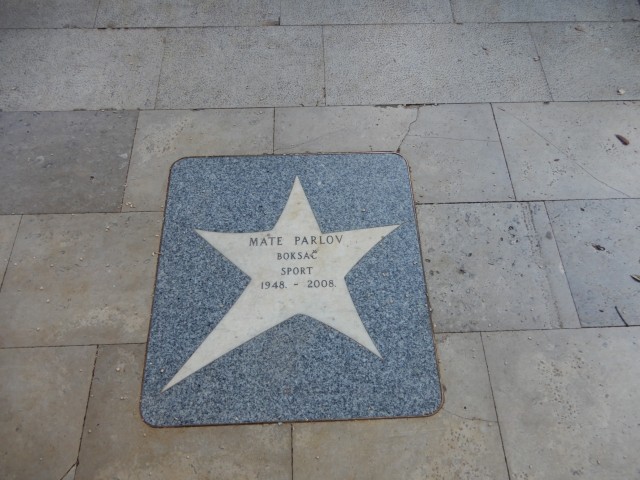 MATE PARLOV
BOKSAČ
SPORT
1948. - 2008.